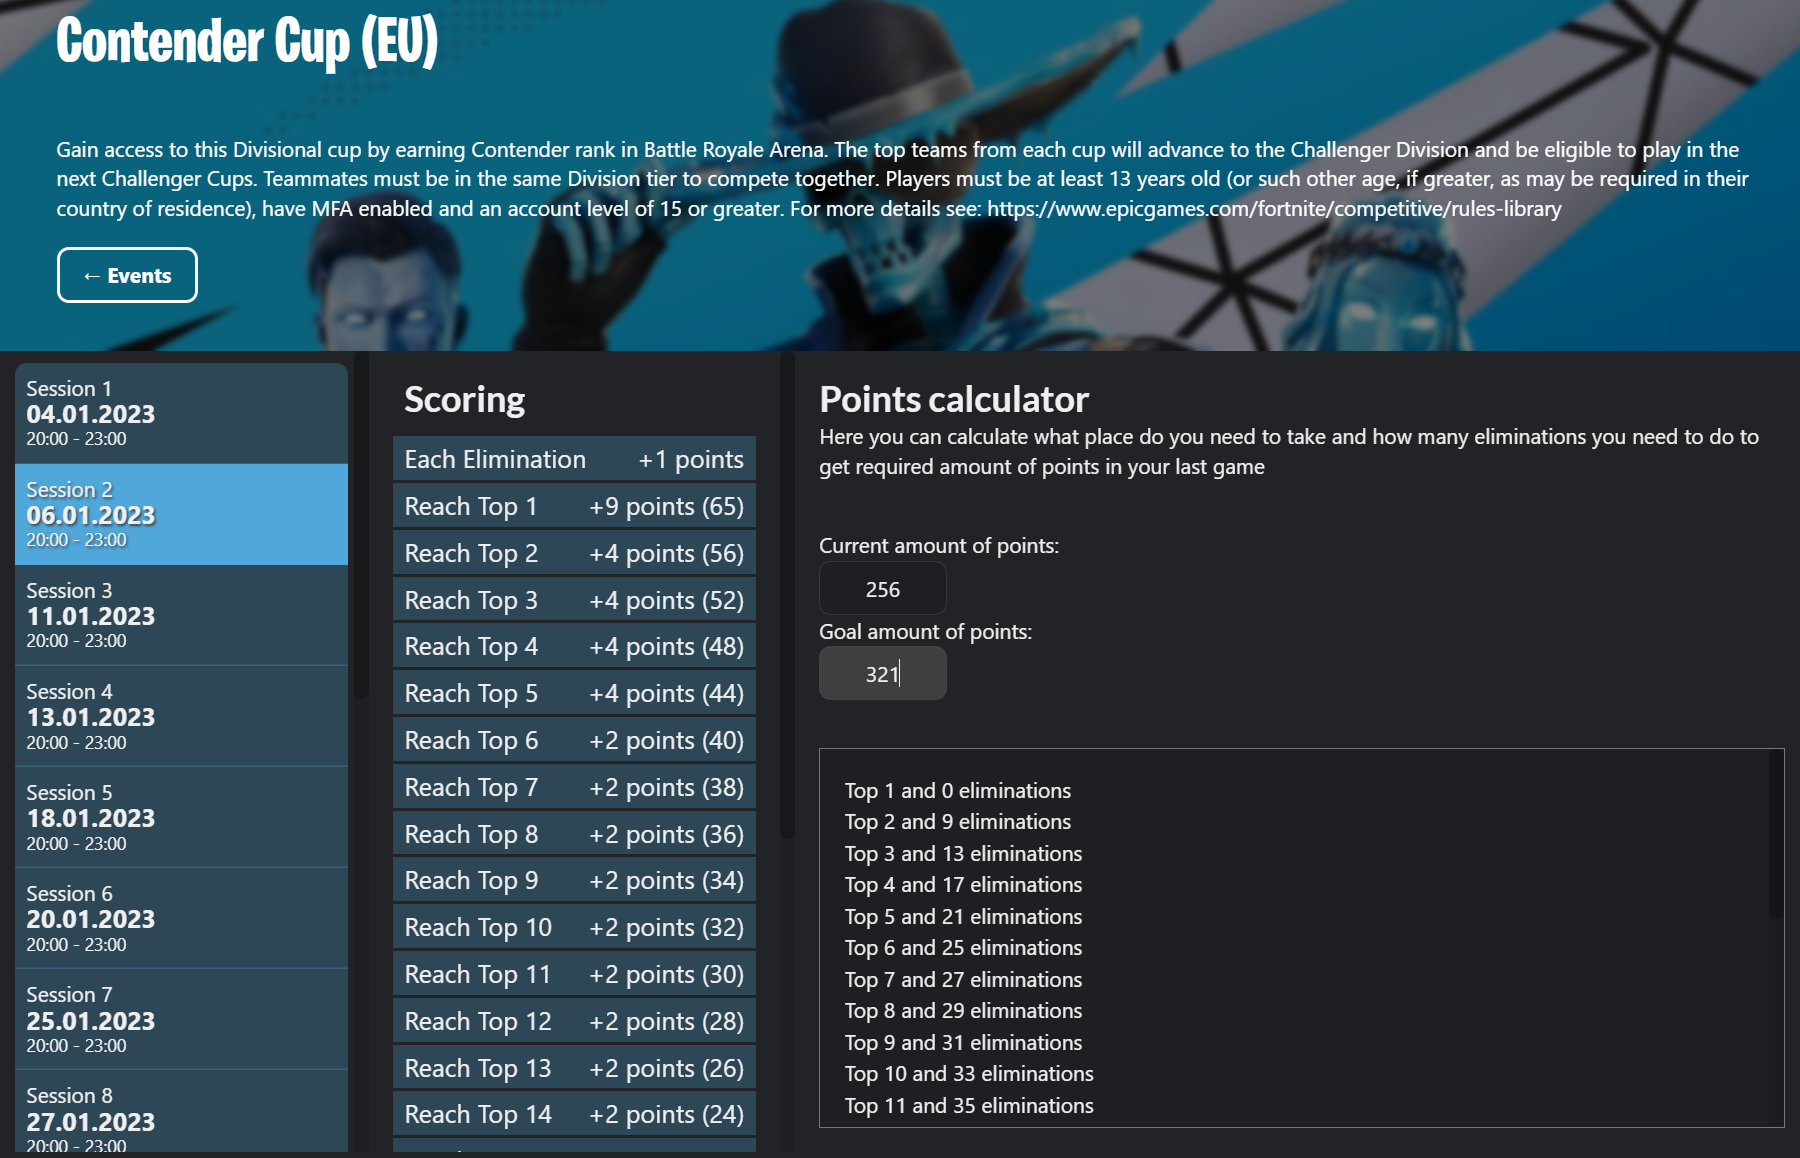 Contender Cup (EU)
Gain access to this Divisional cup by earning Contender rank in Battle Royale Arena. The top teams from each cup will advance to the Challenger Division and be eligible to play in the
next Challenger Cups. Teammates must be in the same Division tier to compete together. Players must be at least 13 years old (or such other age, if greater, as may be required in their
country of residence), have MFA enabled and an account level of 15 or greater. For more details see: https://www.epicgames.com/fortnite/competitive/rules-library
← Events
Session 1
04.01.2023
20:00 - 23:00
Session 2
06.01.2023
20:00 - 23:00
Session 3
11.01.2023
20:00 - 23:00
Session 4
13.01.2023
20:00 - 23:00
Session 5
18.01.2023
20:00 - 23:00
Session 6
20.01.2023
20:00 - 23:00
Session 7
25.01.2023
20:00 - 23:00
Session 8
27.01.2023
20:00 - 23:00
Scoring
Each Elimination +1 points
Reach Top 1 +9 points (65)
Reach Top 2 +4 points (56)
Reach Top 3 +4 points (52)
Reach Top 4 +4 points (48)
Reach Top 5 +4 points (44)
Reach Top 6 +2 points (40)
Reach Top 7 +2 points (38)
Reach Top 8 +2 points (36)
Reach Top 9 +2 points (34)
Reach Top 10 +2 points (32)
Reach Top 11 +2 points (30)
Reach Top 12 +2 points (28)
Reach Top 13 +2 points (26)
Reach Top 14 +2 points (24)
Points calculator
Here you can calculate what place do you need to take and how many eliminations you need to do to
get required amount of points in your last game
Current amount of points:
256
Goal amount of points:
321
Top 1 and 0 eliminations
Top 2 and 9 eliminations
Top 3 and 13 eliminations
Top 4 and 17 eliminations
Top 5 and 21 eliminations
Top 6 and 25 eliminations
Top 7 and 27 eliminations
Top 8 and 29 eliminations
Top 9 and 31 eliminations
Top 10 and 33 eliminations
Top 11 and 35 eliminations